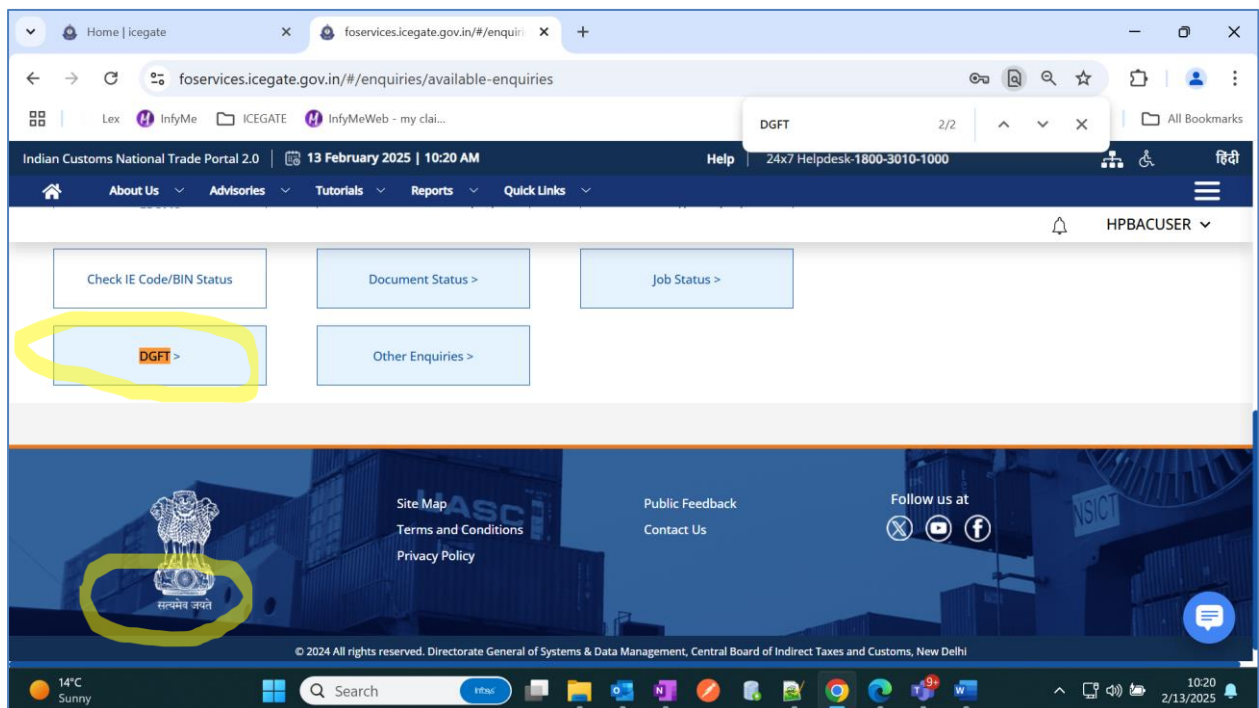 Home | icegate
foservices.icegate.gov.in/#/enquiri
foservices.icegate.gov.in/#/enquiries/available-enquiries
Lex InfyMe ICEGATE InfyMeWeb - my clai...
All Bookmarks
DGFT 2/2
Indian Customs National Trade Portal 2.0 13 February 2025 | 10:20 AM Help 24x7 Helpdesk-1800-3010-1000 हिंदी
About Us Advisories Tutorials Reports Quick Links
HPBACUSER
Check IE Code/BIN Status Document Status > Job Status >
DGFT > Other Enquiries >
Site Map Public Feedback Follow us at
Terms and Conditions Contact Us
Privacy Policy
UASC
NSICT
सत्यमेव जयते
© 2024 All rights reserved. Directorate General of Systems & Data Management, Central Board of Indirect Taxes and Customs, New Delhi
14°C
Sunny
Search
9+
10:20
2/13/2025